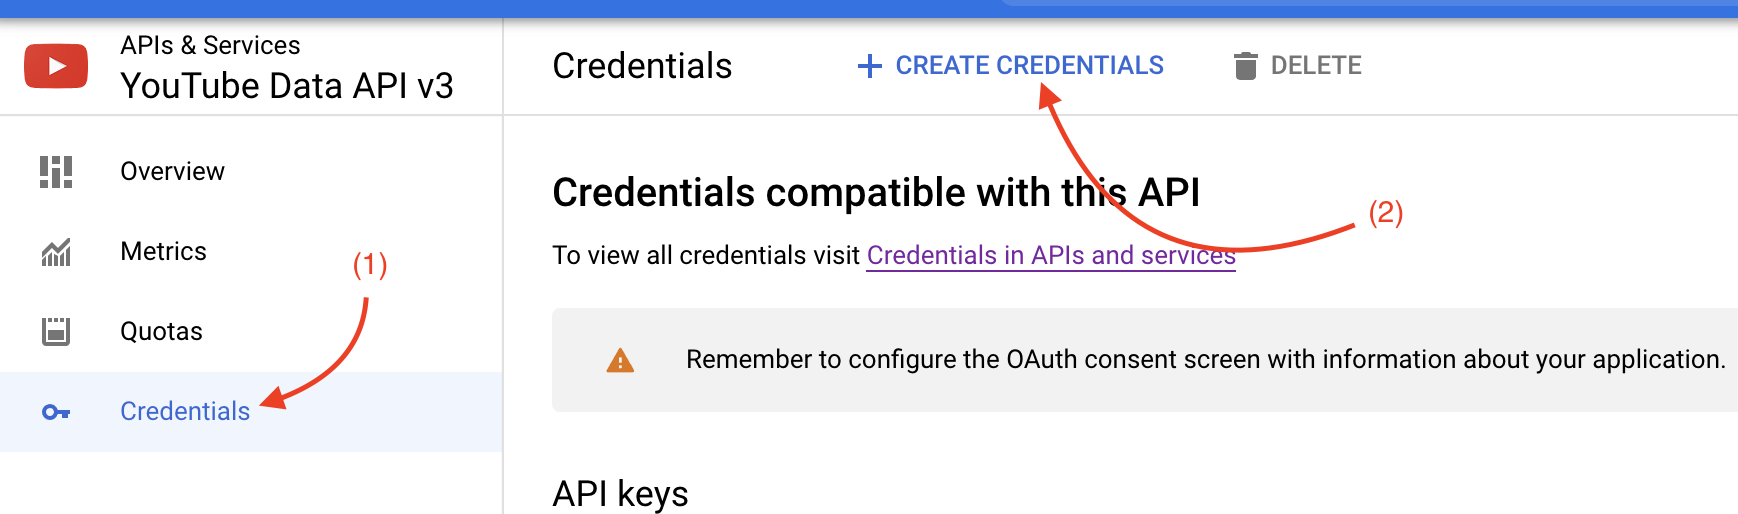 APIs & Services
YouTube Data API v3
Credentials
+ CREATE CREDENTIALS
DELETE
Overview
Metrics
Quotas
Credentials
(1)
Credentials compatible with this API
(2)
To view all credentials visit Credentials in APIs and services
Remember to configure the OAuth consent screen with information about your application.
API keys